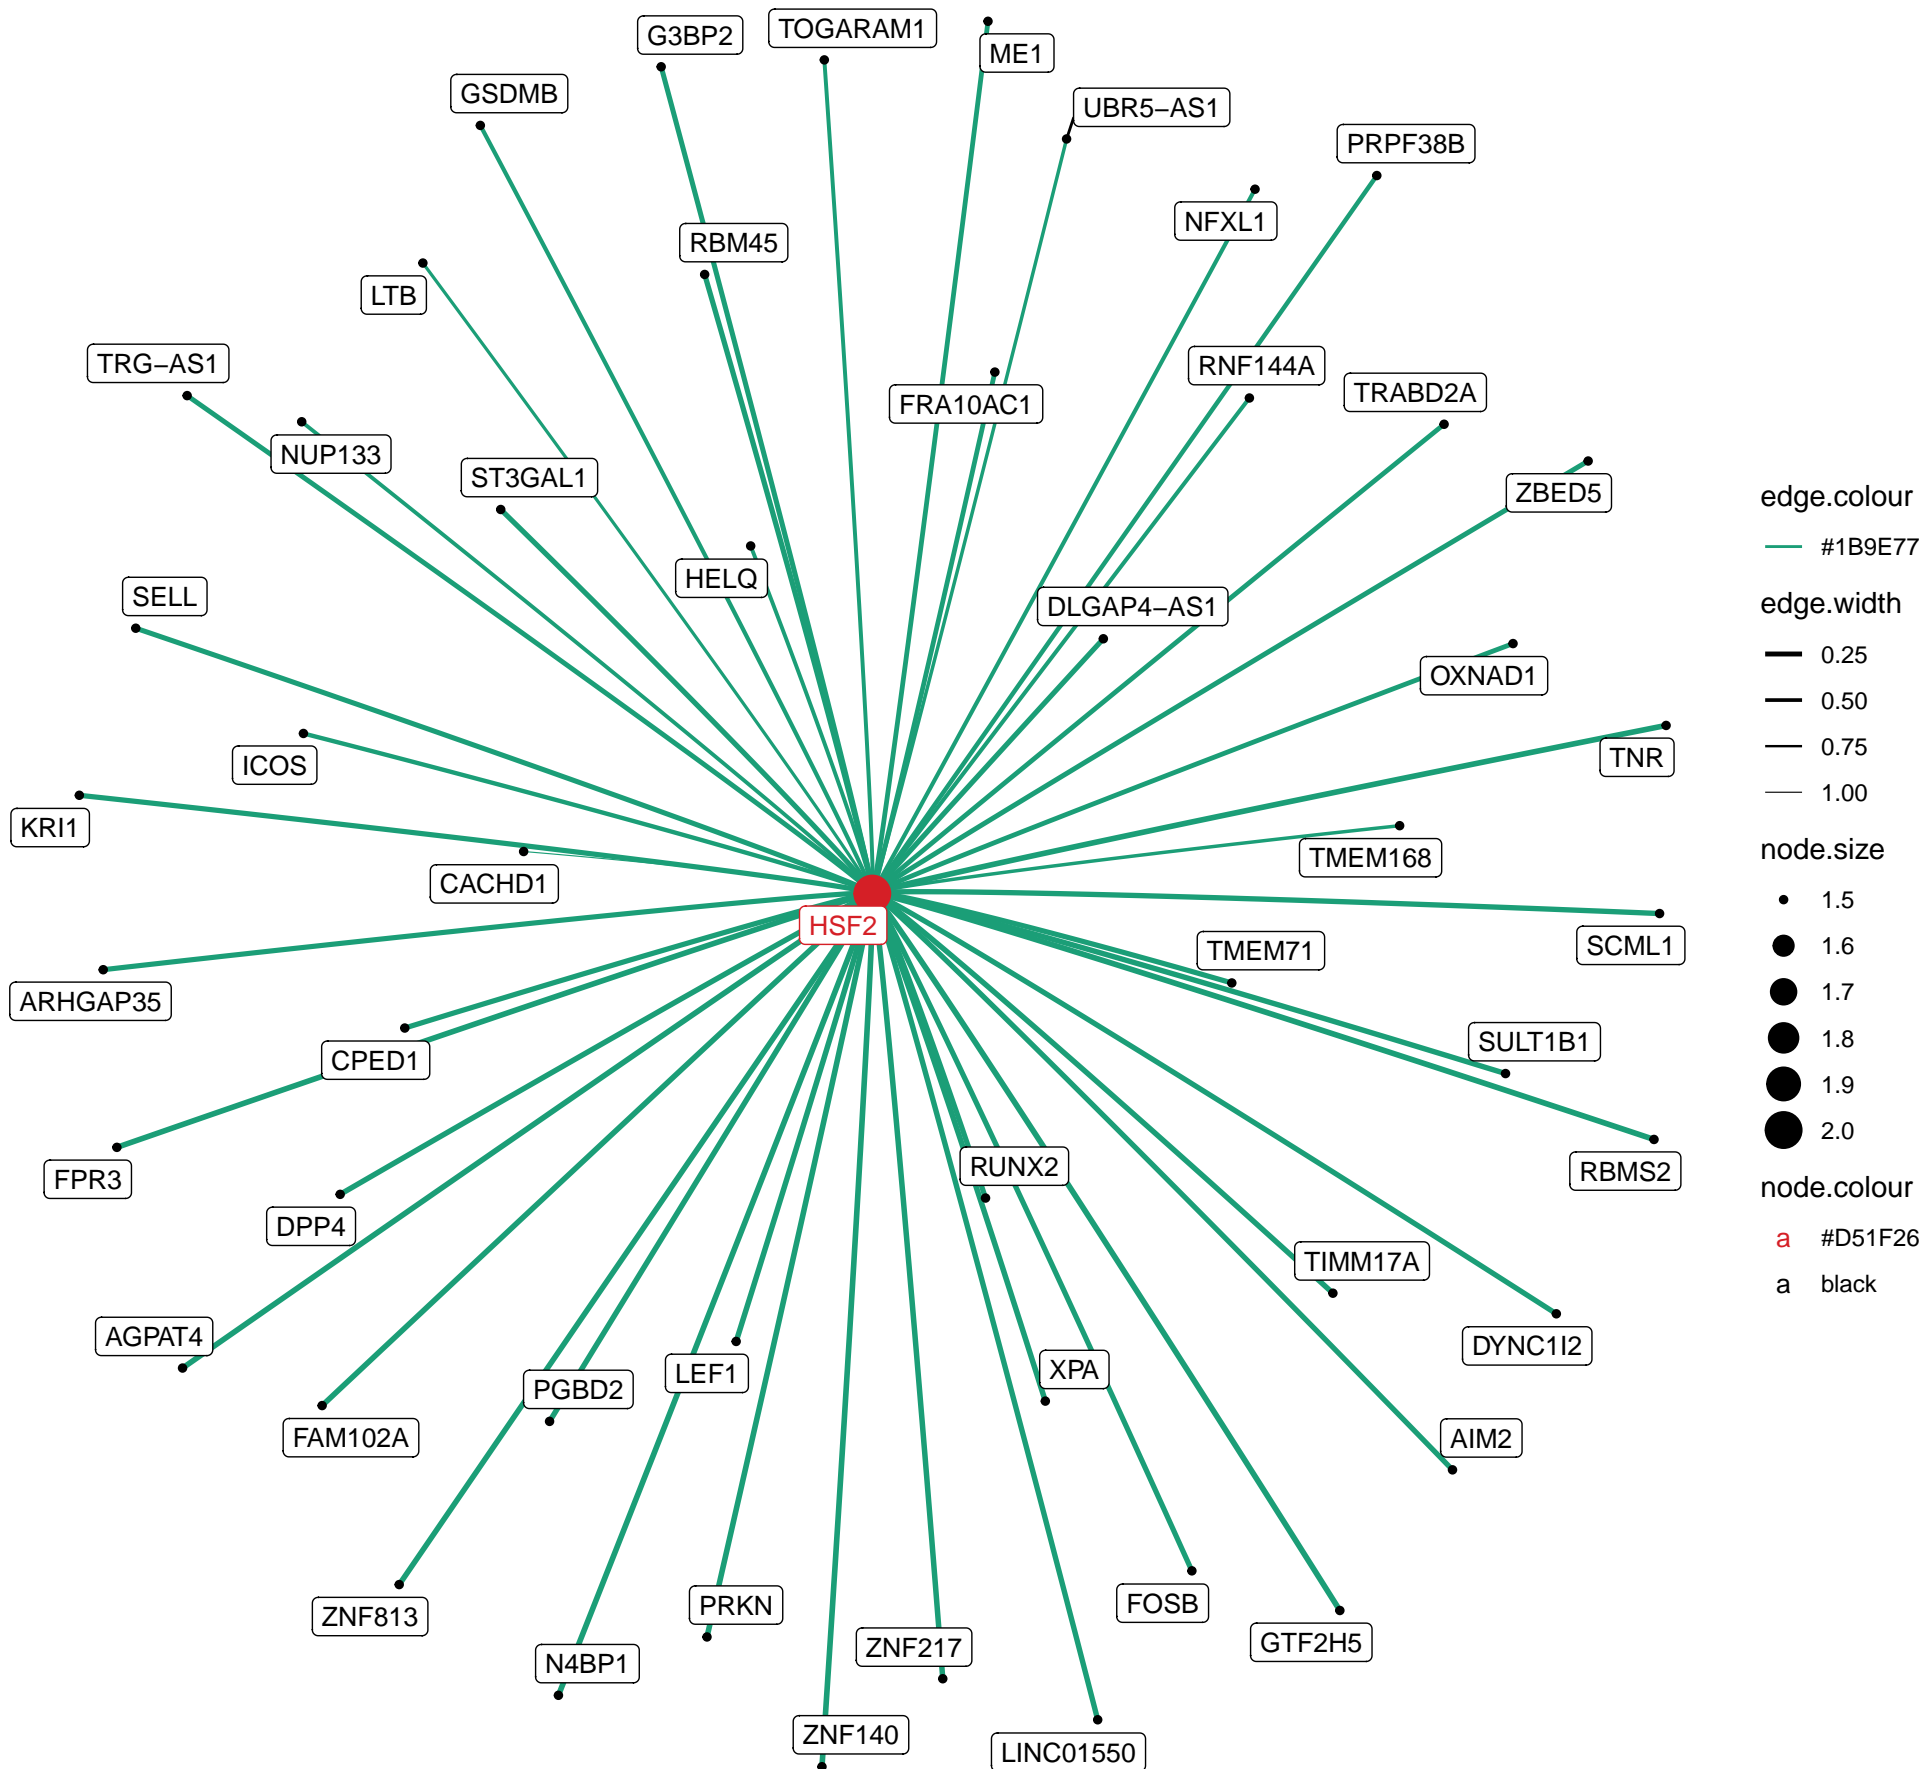 TOGARAM1
G3BP2
ME1
GSDMB
UBR5−AS1
PRPF38B
NFXL1
RBM45
LTB
TRG−AS1
RNF144A
TRABD2A
FRA10AC1
NUP133
ST3GAL1
ZBED5
HELQ
SELL
DLGAP4−AS1
OXNAD1
ICOS
TNR
KRI1
TMEM168
CACHD1
HSF2
SCML1
TMEM71
ARHGAP35
SULT1B1
CPED1
RUNX2
RBMS2
FPR3
DPP4
TIMM17A
AGPAT4
DYNC1I2
XPA
LEF1
PGBD2
FAM102A
AIM2
FOSB
PRKN
ZNF813
GTF2H5
ZNF217
N4BP1
ZNF140
LINC01550
edge.colour
#1B9E77
edge.width
0.25
0.50
0.75
1.00
node.size
1.5
1.6
1.7
1.8
1.9
2.0
node.colour
a #D51F26
a black